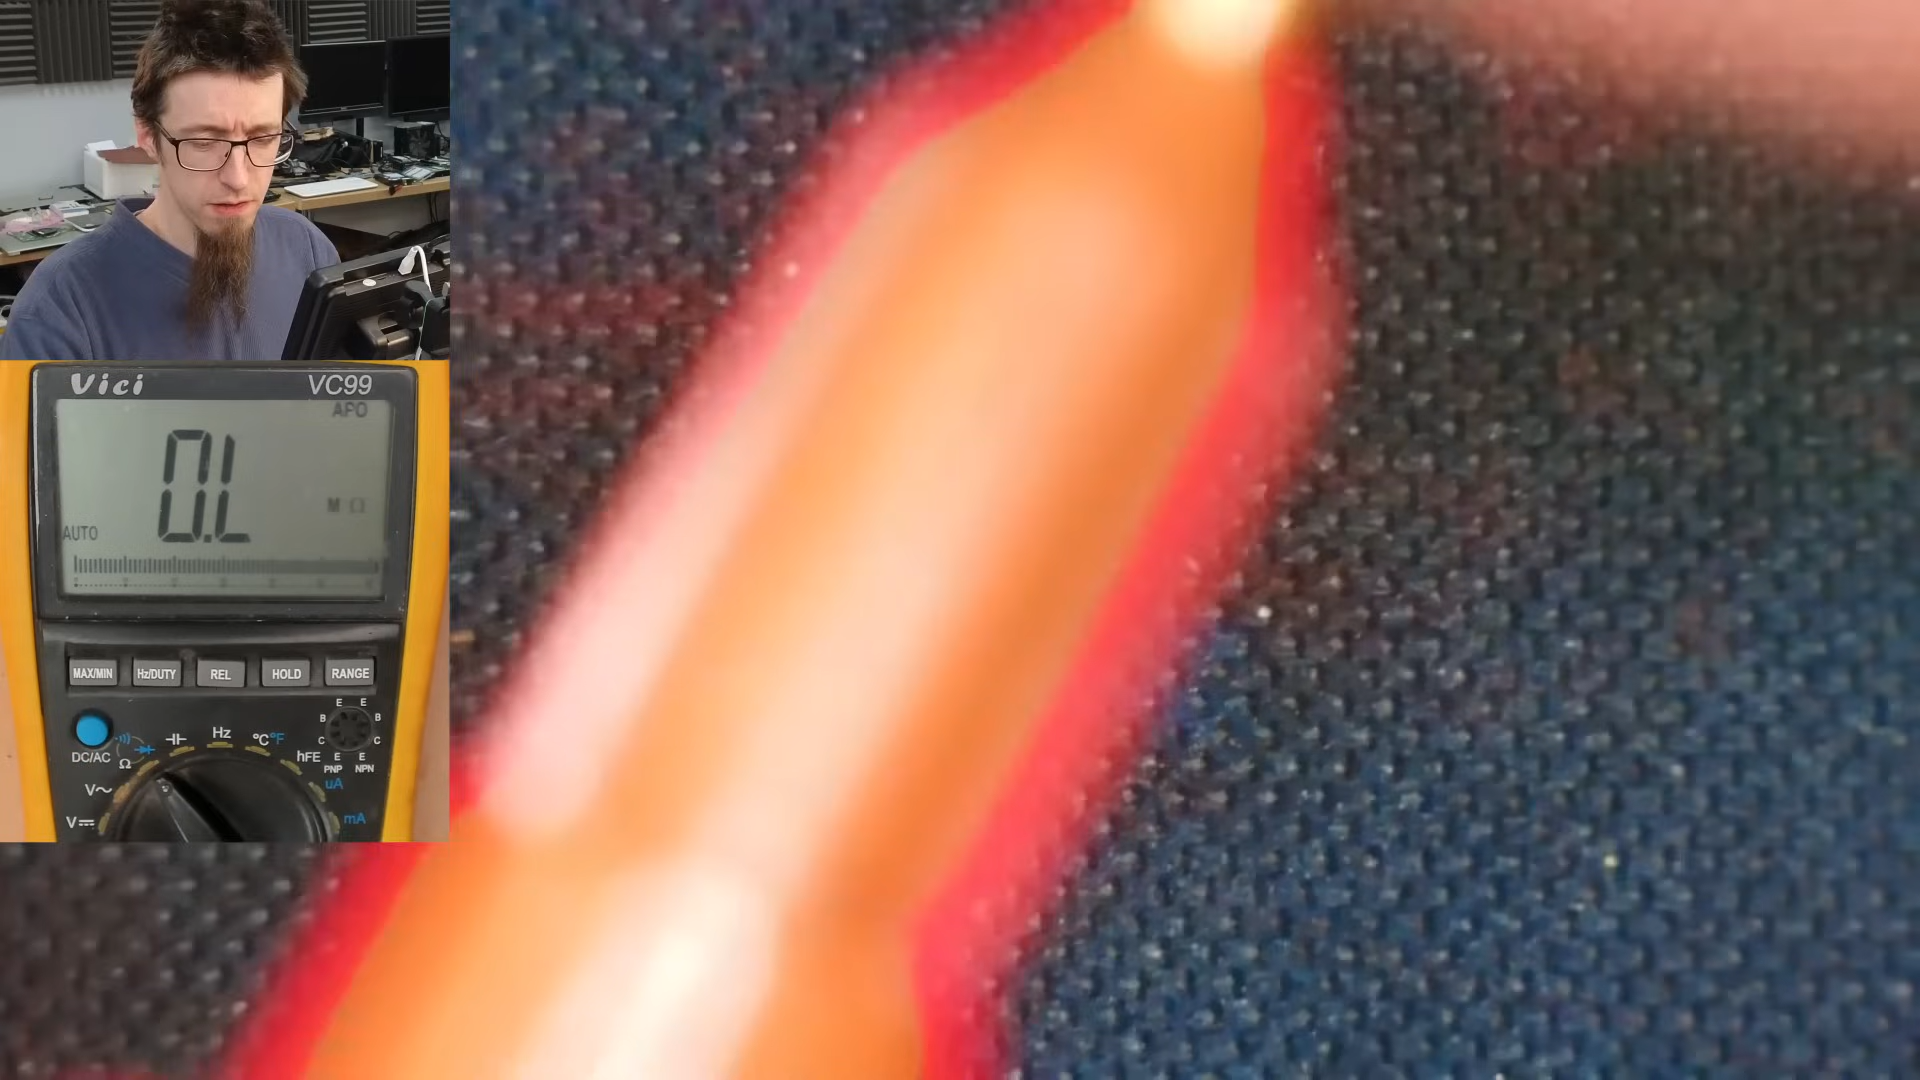 Vici VC99
APO
0.L
M Ω
AUTO
MAX/MIN Hz/DUTY REL HOLD RANGE
E E
B B
C C
E E
PNP NPN
hFE
DC/AC
Ω
Hz
°C°F
V~
V
uA
mA